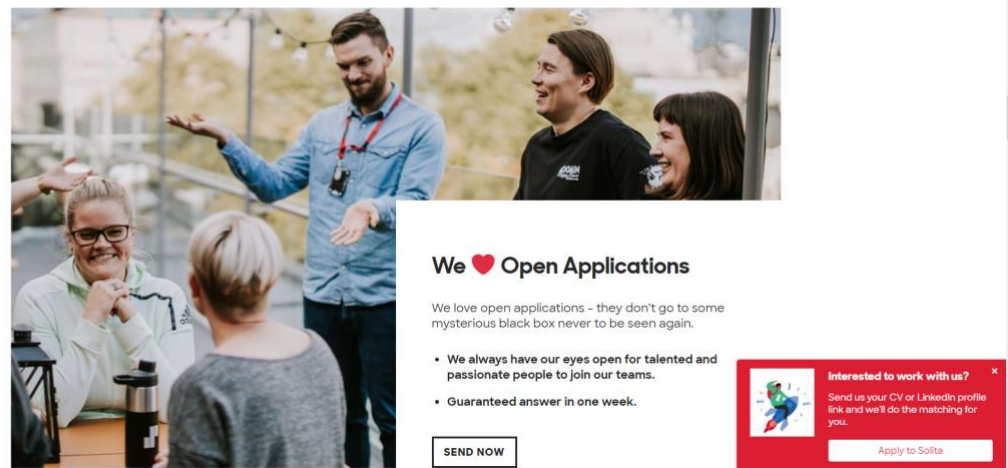 We ❤ Open Applications
We love open applications - they don't go to some
mysterious black box never to be seen again.
• We always have our eyes open for talented and
passionate people to join our teams.
• Guaranteed answer in one week.
SEND NOW
Interested to work with us?
×
Send us your CV or LinkedIn profile
link and we'll do the matching for
you.
Apply to Solita